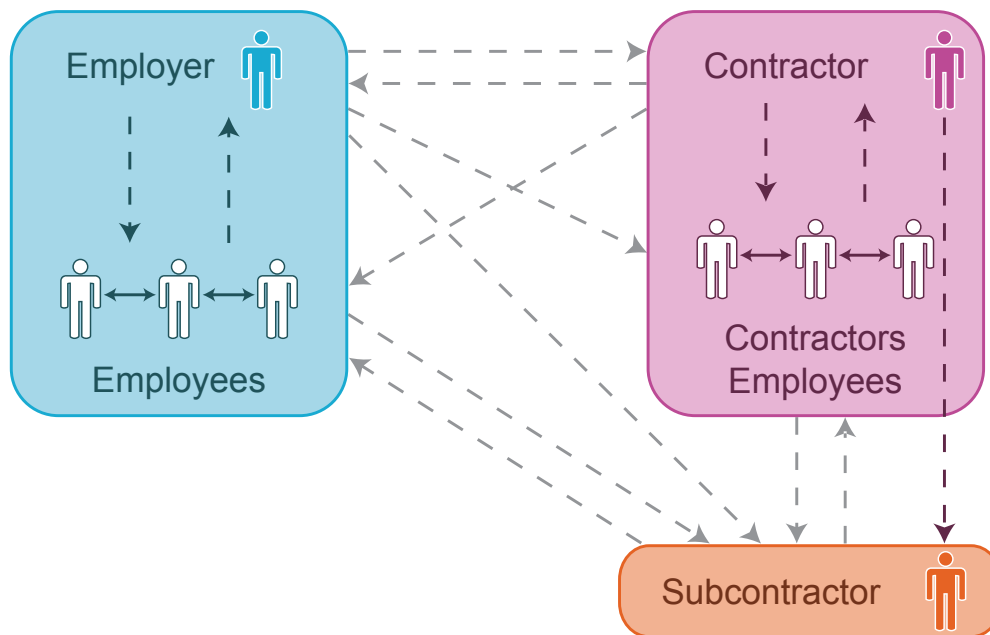 Employer
Contractor
Employees
Contractors
Employees
Subcontractor